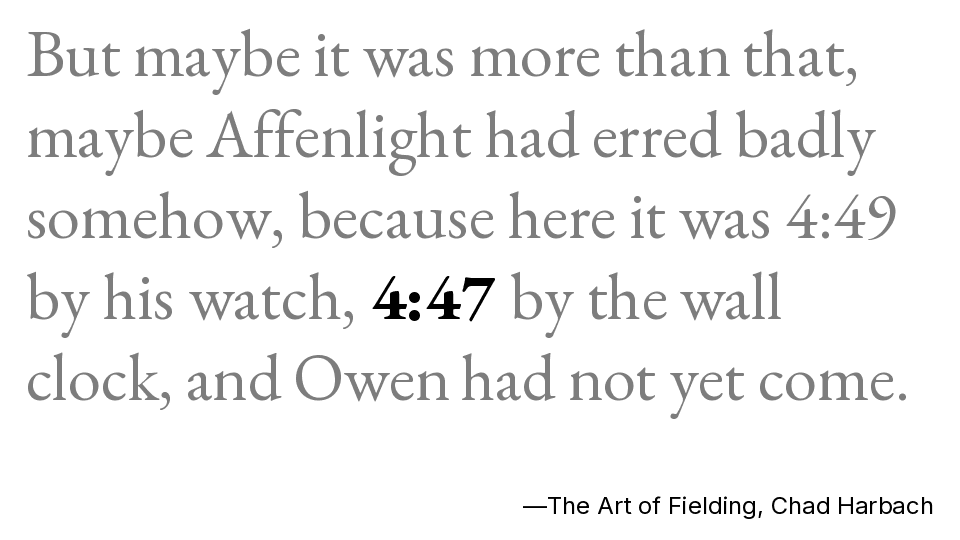 But maybe it was more than that,
maybe Affenlight had erred badly
somehow, because here it was 4:49
by his watch, 4:47 by the wall
clock, and Owen had not yet come.
—The Art of Fielding, Chad Harbach